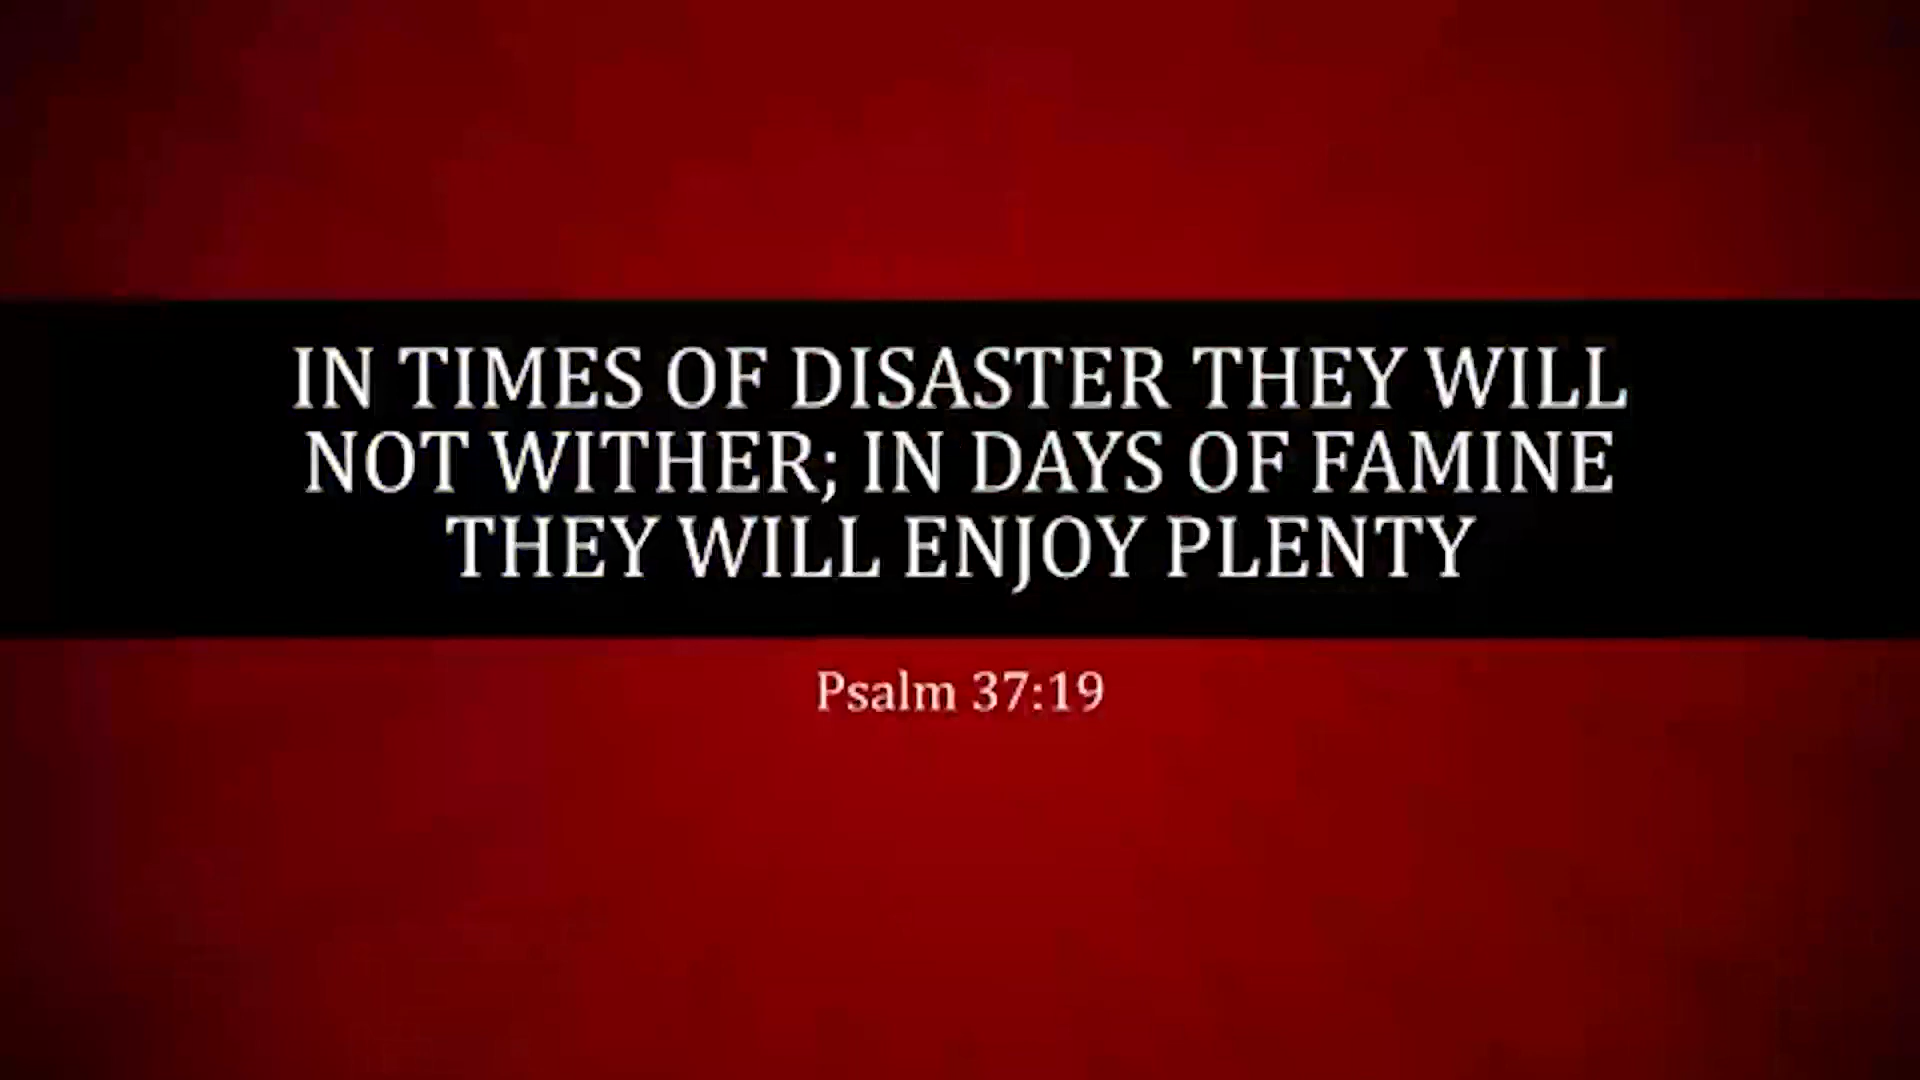 IN TIMES OF DISASTER THEY WILL
NOT WITHER; IN DAYS OF FAMINE
THEY WILL ENJOY PLENTY
Psalm 37:19